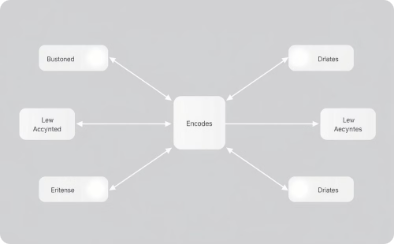 Bustoned
Driates
Lew
Accynted
Encodes
Lew
Aecyntes
Eritense
Driates